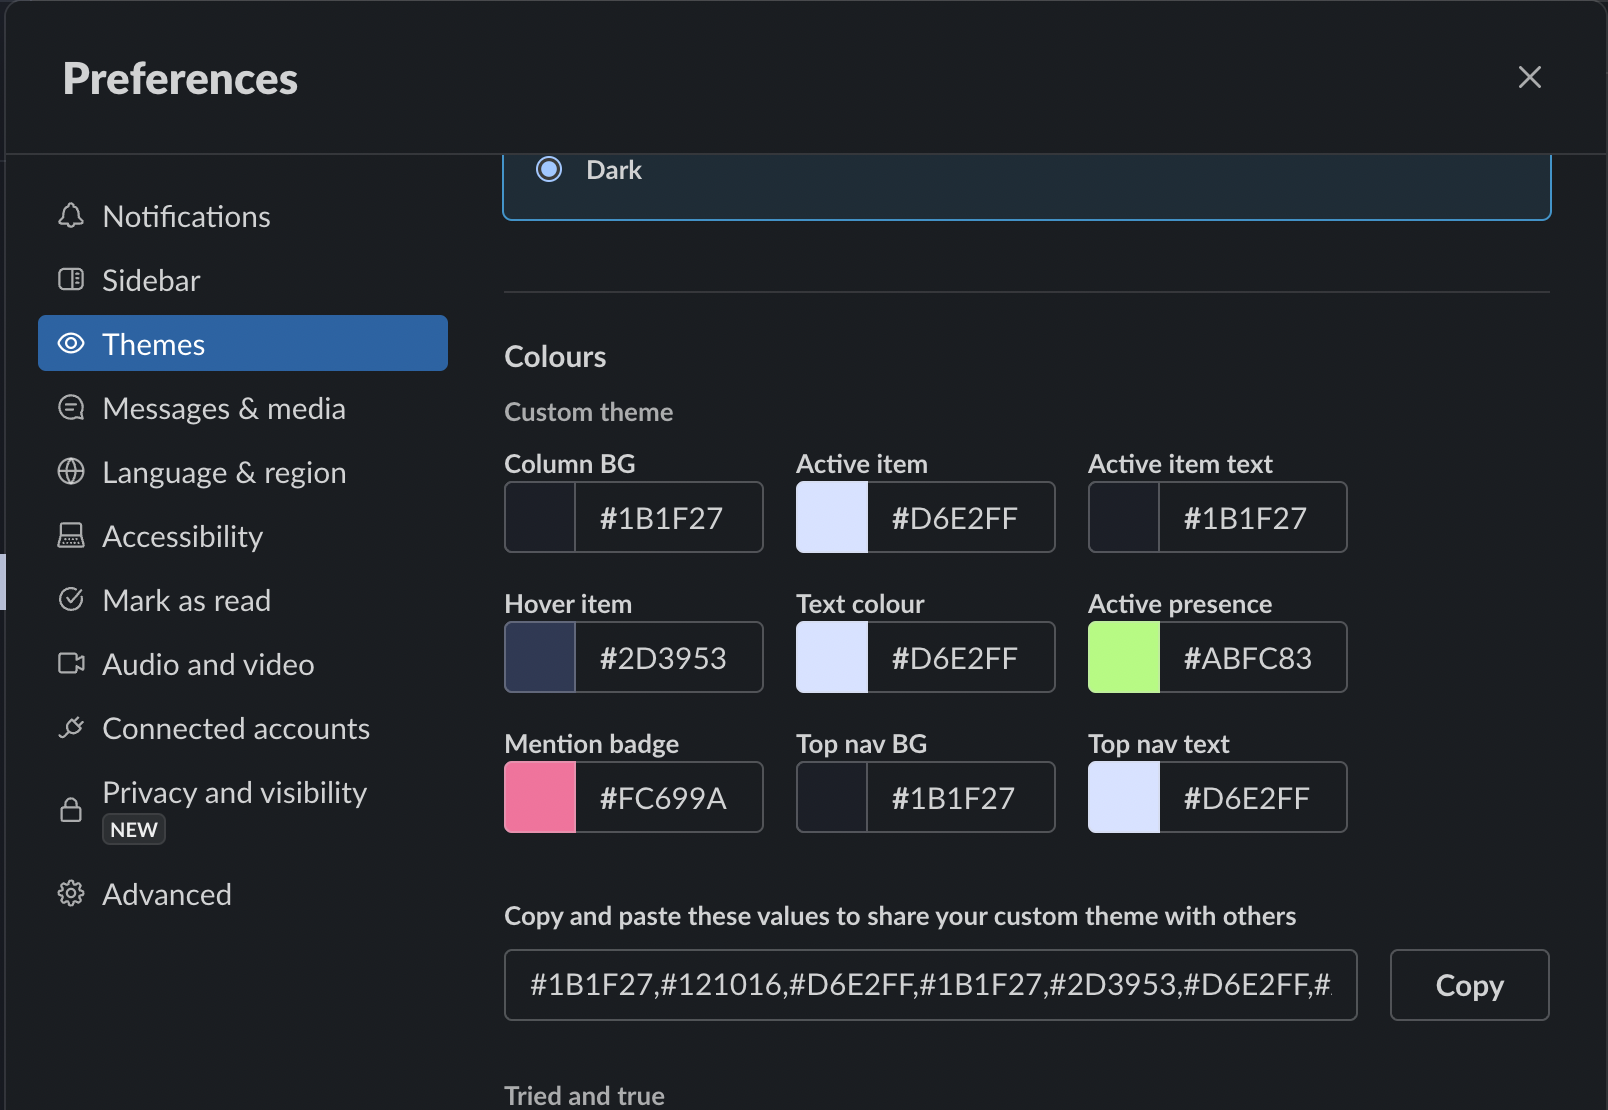 Preferences
Dark
Notifications
Sidebar
Themes
Messages & media
Language & region
Accessibility
Mark as read
Audio and video
Connected accounts
Privacy and visibility
NEW
Advanced
Colours
Custom theme
Column BG
#1B1F27
Active item
#D6E2FF
Active item text
#1B1F27
Hover item
#2D3953
Text colour
#D6E2FF
Active presence
#ABFC83
Mention badge
#FC699A
Top nav BG
#1B1F27
Top nav text
#D6E2FF
Copy and paste these values to share your custom theme with others
#1B1F27,#121016,#D6E2FF,#1B1F27,#2D3953,#D6E2FF,#
Copy
Tried and true